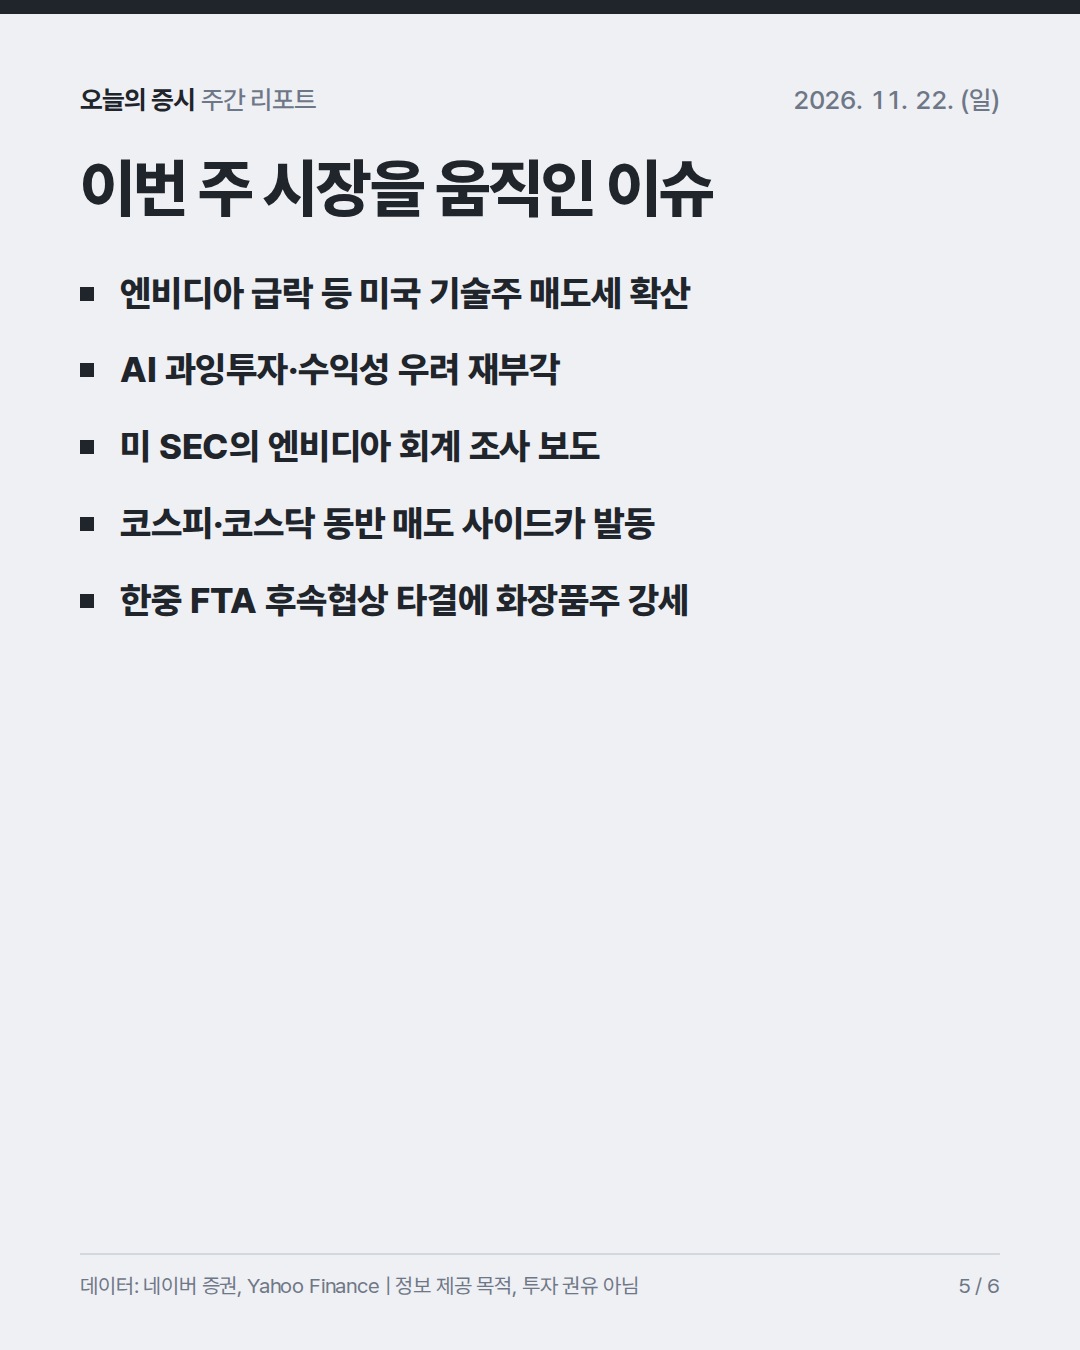 오늘의 증시 주간 리포트
2026. 11. 22. (일)
이번 주 시장을 움직인 이슈
■ 엔비디아 급락 등 미국 기술주 매도세 확산
■ AI 과잉투자·수익성 우려 재부각
■ 미 SEC의 엔비디아 회계 조사 보도
■ 코스피·코스닥 동반 매도 사이드카 발동
■ 한중 FTA 후속협상 타결에 화장품주 강세
데이터: 네이버 증권, Yahoo Finance | 정보 제공 목적, 투자 권유 아님
5 / 6